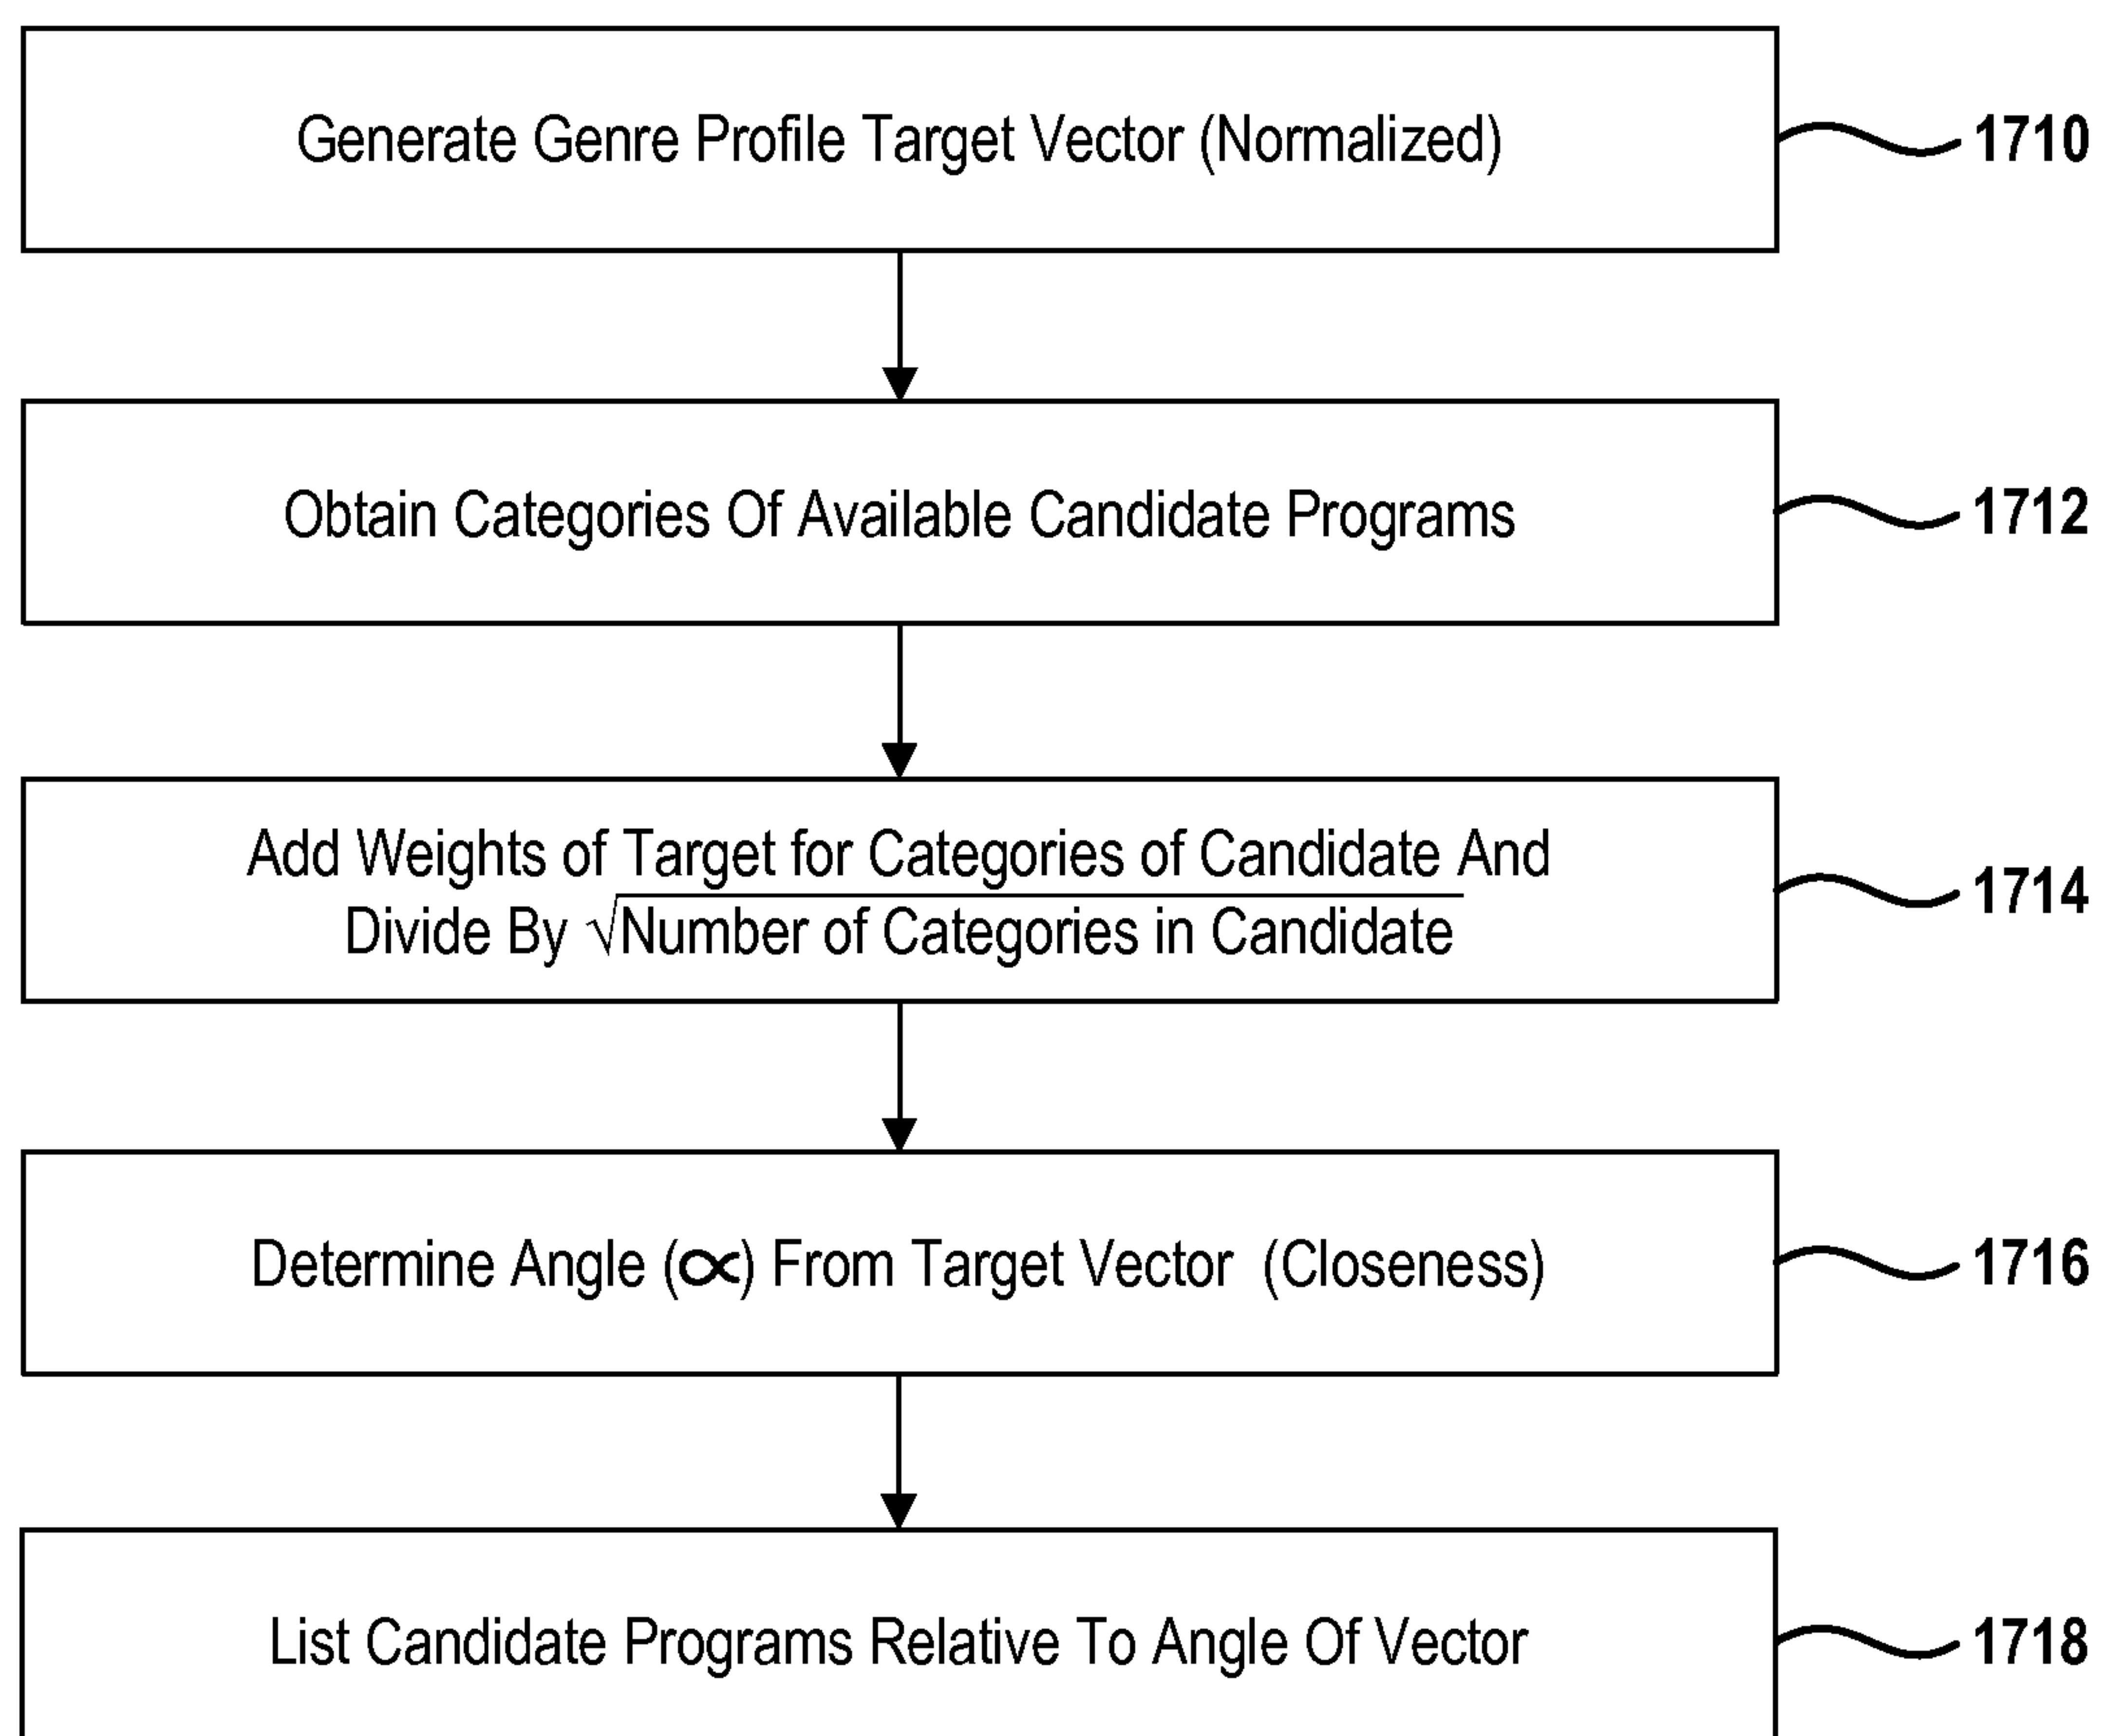 Generate Genre Profile Target Vector (Normalized)
1710
Obtain Categories Of Available Candidate Programs
1712
Add Weights of Target for Categories of Candidate And
Divide By √Number of Categories in Candidate
1714
Determine Angle (∝) From Target Vector (Closeness)
1716
List Candidate Programs Relative To Angle Of Vector
1718